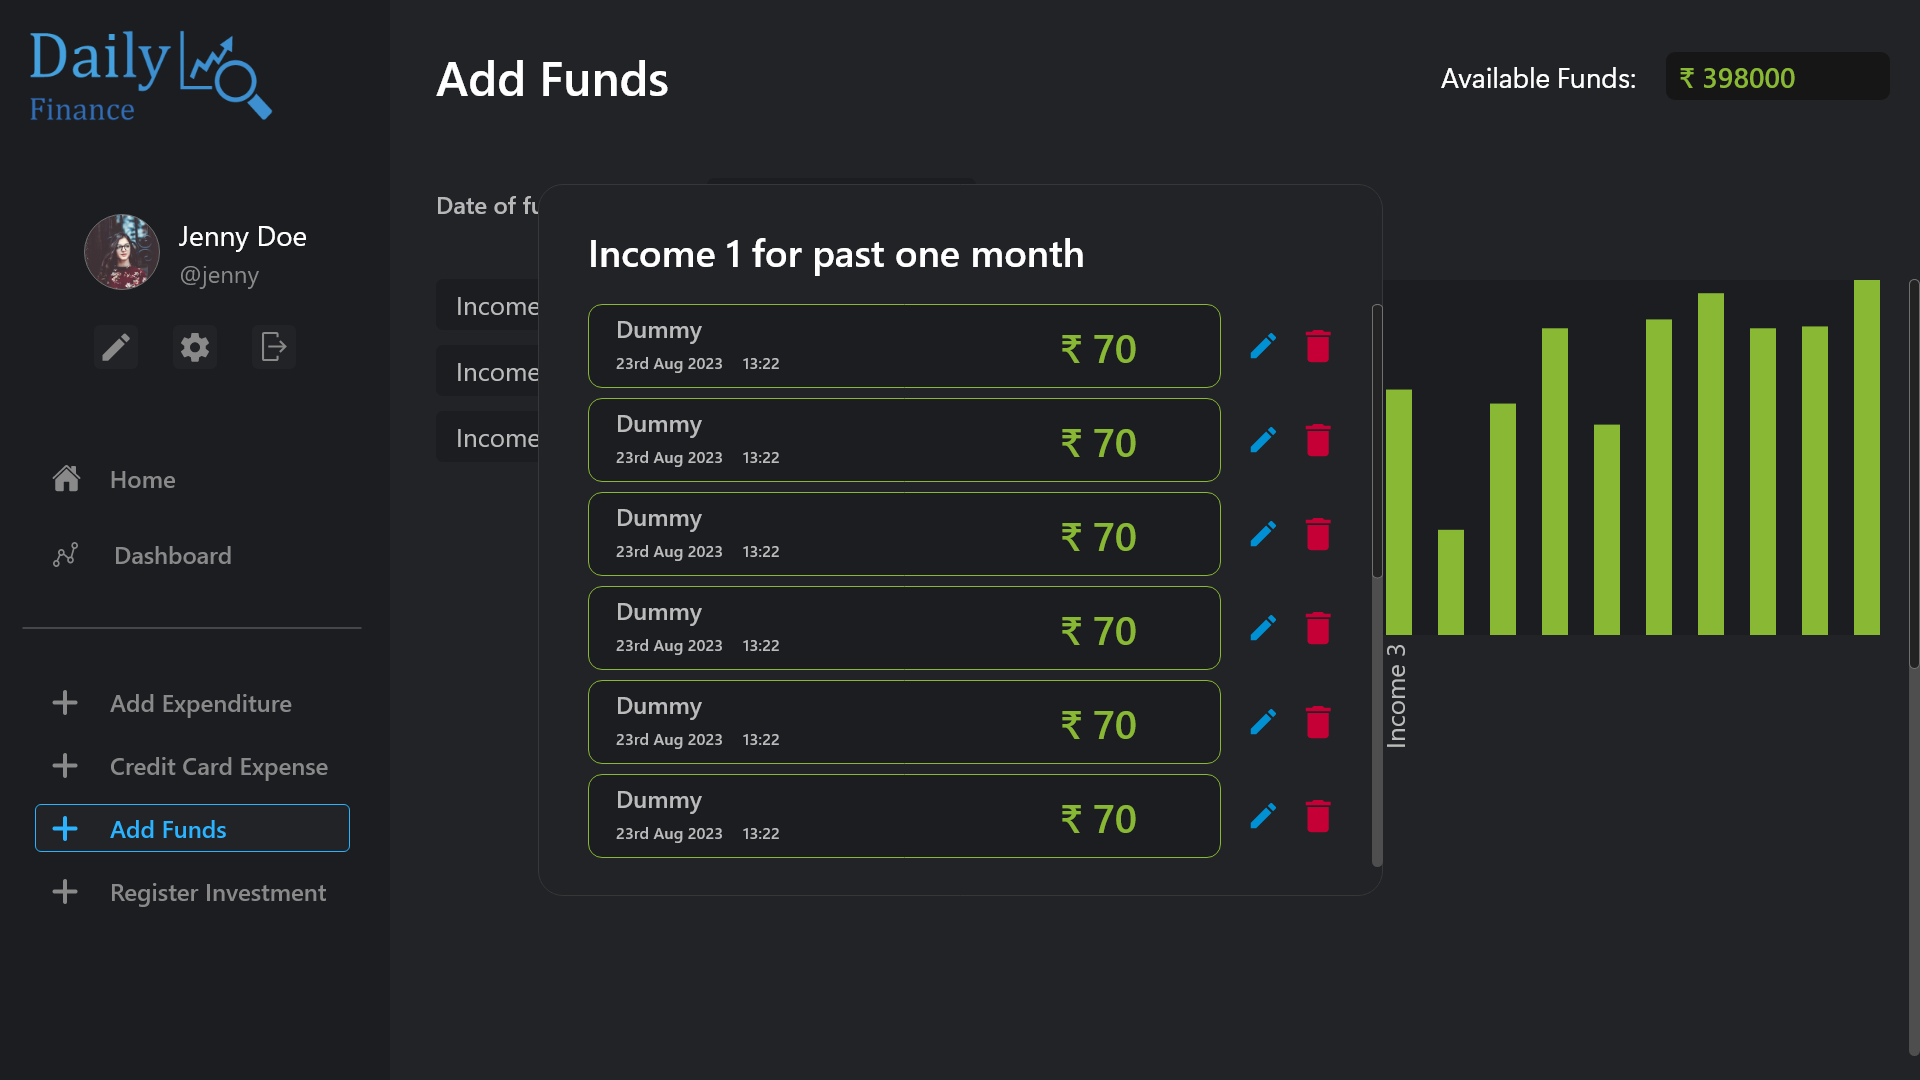 Daily
Finance
Jenny Doe
@jenny
Home
Dashboard
Add Expenditure
Credit Card Expense
Add Funds
Register Investment
Add Funds
Available Funds: ₹ 398000
Date of fu
Income
Income
Income
Income 1 for past one month
Dummy
23rd Aug 2023 13:22
₹ 70
Dummy
23rd Aug 2023 13:22
₹ 70
Dummy
23rd Aug 2023 13:22
₹ 70
Dummy
23rd Aug 2023 13:22
₹ 70
Dummy
23rd Aug 2023 13:22
₹ 70
Dummy
23rd Aug 2023 13:22
₹ 70
Income 3